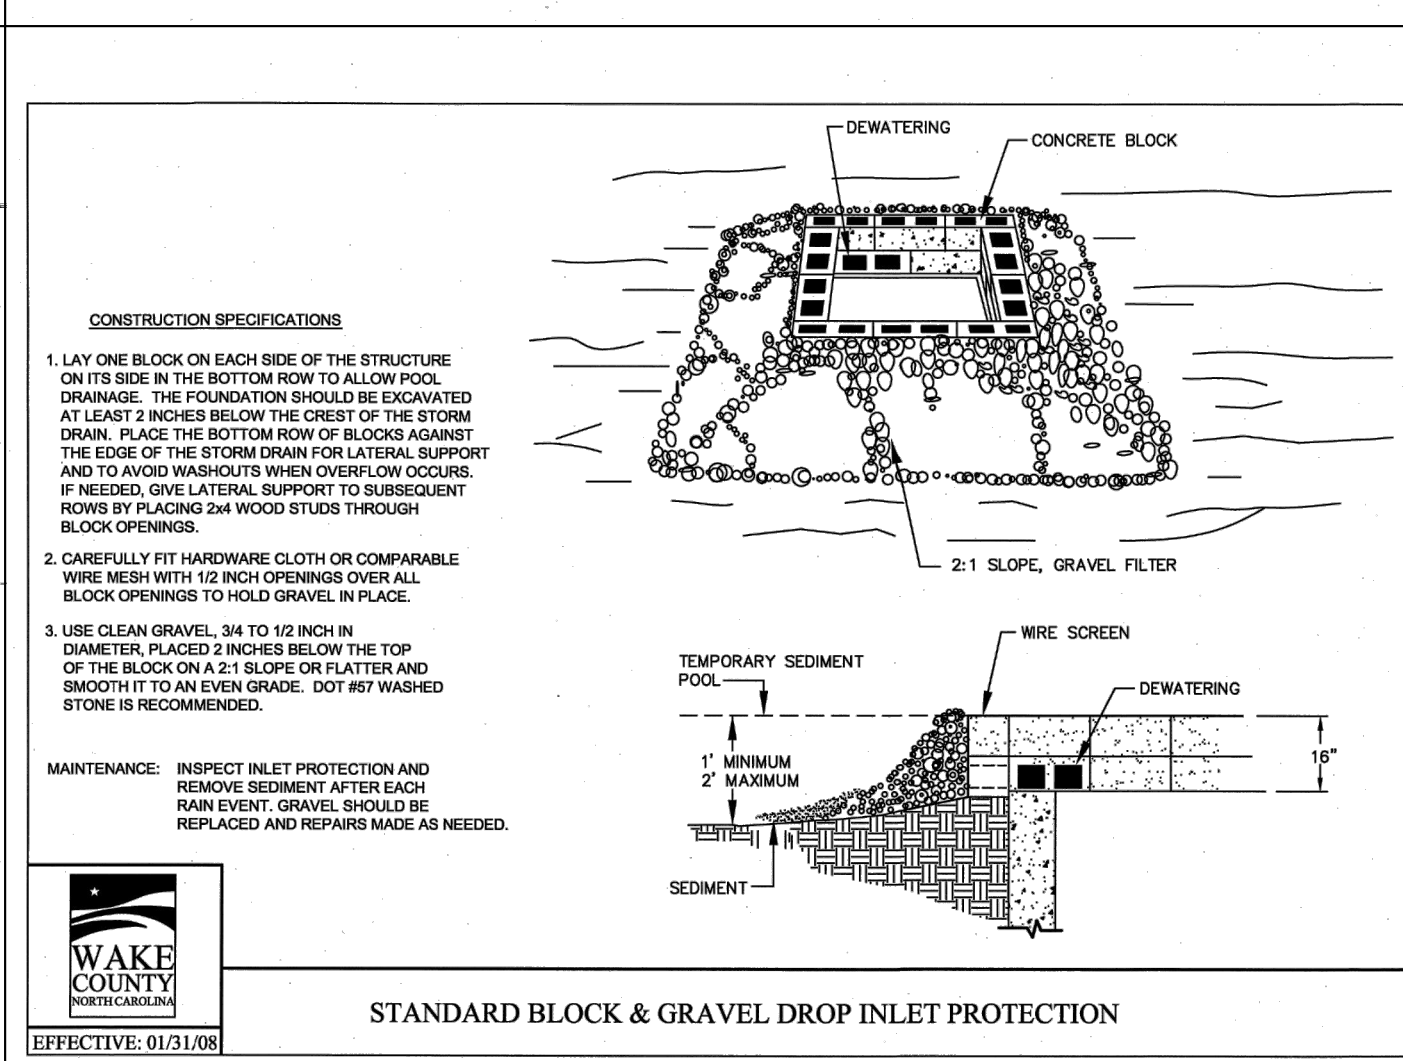 DEWATERING
CONCRETE BLOCK
2:1 SLOPE, GRAVEL FILTER
CONSTRUCTION SPECIFICATIONS
1. LAY ONE BLOCK ON EACH SIDE OF THE STRUCTURE
ON ITS SIDE IN THE BOTTOM ROW TO ALLOW POOL
DRAINAGE. THE FOUNDATION SHOULD BE EXCAVATED
AT LEAST 2 INCHES BELOW THE CREST OF THE STORM
DRAIN. PLACE THE BOTTOM ROW OF BLOCKS AGAINST
THE EDGE OF THE STORM DRAIN FOR LATERAL SUPPORT
AND TO AVOID WASHOUTS WHEN OVERFLOW OCCURS.
IF NEEDED, GIVE LATERAL SUPPORT TO SUBSEQUENT
ROWS BY PLACING 2x4 WOOD STUDS THROUGH
BLOCK OPENINGS.
2. CAREFULLY FIT HARDWARE CLOTH OR COMPARABLE
WIRE MESH WITH 1/2 INCH OPENINGS OVER ALL
BLOCK OPENINGS TO HOLD GRAVEL IN PLACE.
3. USE CLEAN GRAVEL, 3/4 TO 1/2 INCH IN
DIAMETER, PLACED 2 INCHES BELOW THE TOP
OF THE BLOCK ON A 2:1 SLOPE OR FLATTER AND
SMOOTH IT TO AN EVEN GRADE. DOT #57 WASHED
STONE IS RECOMMENDED.
MAINTENANCE: INSPECT INLET PROTECTION AND
REMOVE SEDIMENT AFTER EACH
RAIN EVENT. GRAVEL SHOULD BE
REPLACED AND REPAIRS MADE AS NEEDED.
WIRE SCREEN
TEMPORARY SEDIMENT
POOL
DEWATERING
1' MINIMUM
2' MAXIMUM
16"
SEDIMENT
WAKE
COUNTY
NORTH CAROLINA
EFFECTIVE: 01/31/08
STANDARD BLOCK & GRAVEL DROP INLET PROTECTION